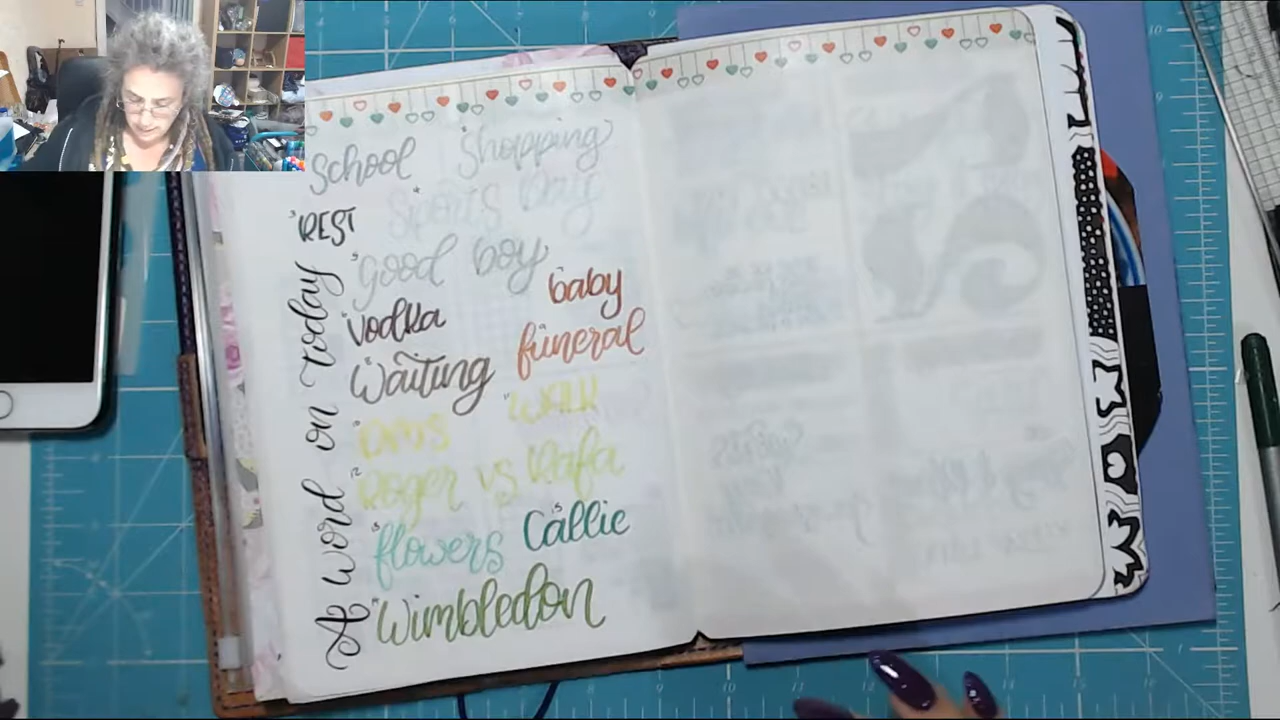 School Shopping
REST Sports Day
good boy
baby
Vodka
funeral
Waiting
WALK
Roger vs Rafa
flowers Callie
Wimbledon
A word on today